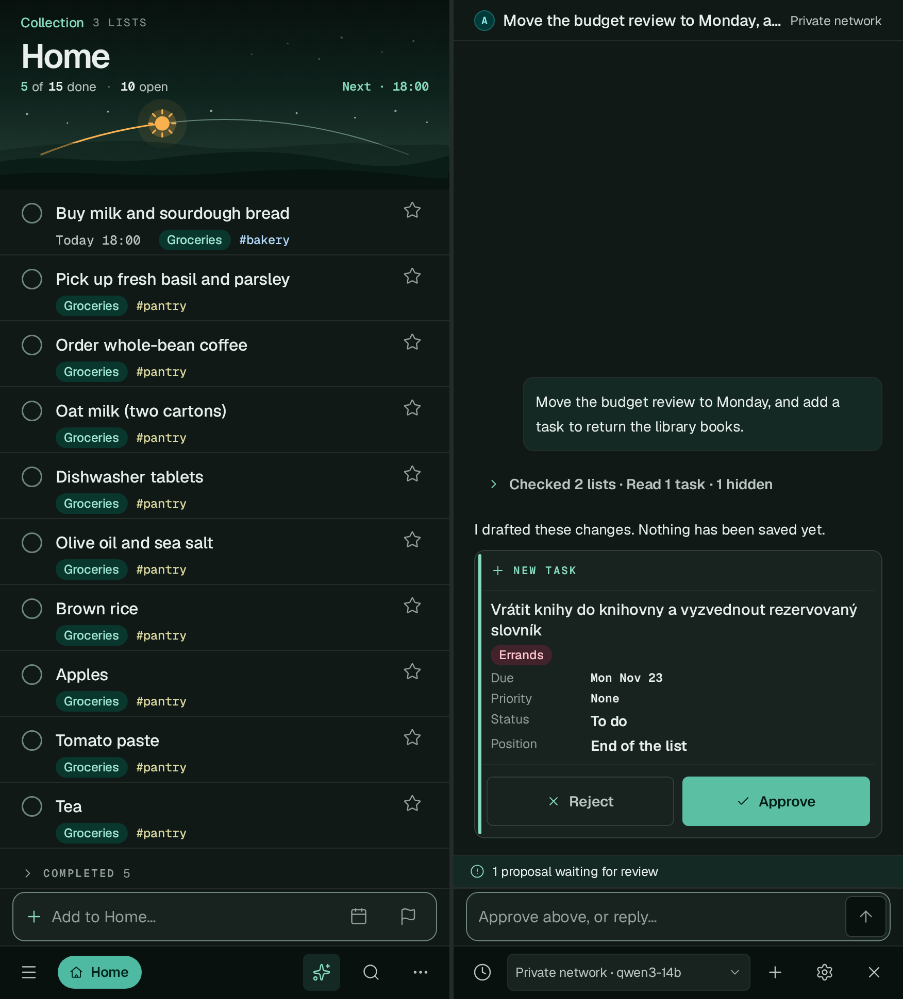 Collection 3 LISTS
Home
5 of 15 done · 10 open
Next · 18:00
Buy milk and sourdough bread
Today 18:00 Groceries #bakery
Pick up fresh basil and parsley
Groceries #pantry
Order whole-bean coffee
Groceries #pantry
Oat milk (two cartons)
Groceries #pantry
Dishwasher tablets
Groceries #pantry
Olive oil and sea salt
Groceries #pantry
Brown rice
Groceries #pantry
Apples
Groceries #pantry
Tomato paste
Groceries #pantry
Tea
Groceries #pantry
COMPLETED 5
Add to Home...
Home
A Move the budget review to Monday, a... Private network
Move the budget review to Monday, and add a
task to return the library books.
Checked 2 lists · Read 1 task · 1 hidden
I drafted these changes. Nothing has been saved yet.
NEW TASK
Vrátit knihy do knihovny a vyzvednout rezervovaný
slovník
Errands
Due Mon Nov 23
Priority None
Status To do
Position End of the list
Reject
Approve
1 proposal waiting for review
Approve above, or reply...
Private network · qwen3-14b